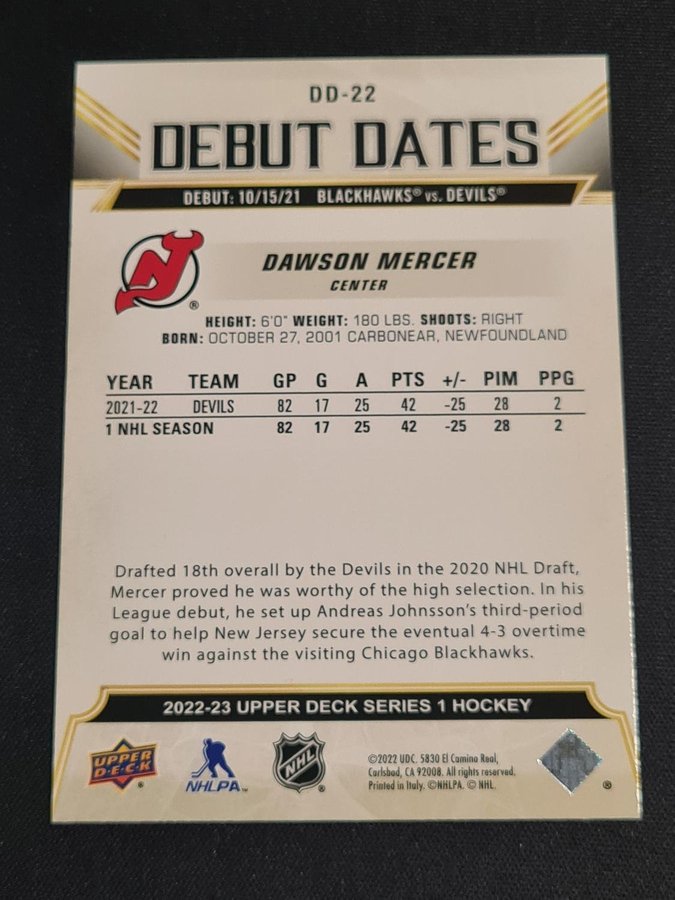 DD-22
DEBUT DATES
DEBUT: 10/15/21 BLACKHAWKS® vs. DEVILS®
DAWSON MERCER
®
CENTER
HEIGHT: 6'0" WEIGHT: 180 LBS. SHOOTS: RIGHT
BORN: OCTOBER 27, 2001 CARBONEAR, NEWFOUNDLAND
YEAR TEAM GP G A PTS +/- PIM PPG
2021-22 DEVILS 82 17 25 42 -25 28 2
1 NHL SEASON 82 17 25 42 -25 28 2
Drafted 18th overall by the Devils in the 2020 NHL Draft,
Mercer proved he was worthy of the high selection. In his
League debut, he set up Andreas Johnsson's third-period
goal to help New Jersey secure the eventual 4-3 overtime
win against the visiting Chicago Blackhawks.
2022-23 UPPER DECK SERIES 1 HOCKEY
UPPER
D·E·C·K
®
NHLPA™
NHL
®
©2022 UDC. 5830 El Camino Real,
Carlsbad, CA 92008. All rights reserved.
Printed in Italy. ©NHLPA. © NHL.
®